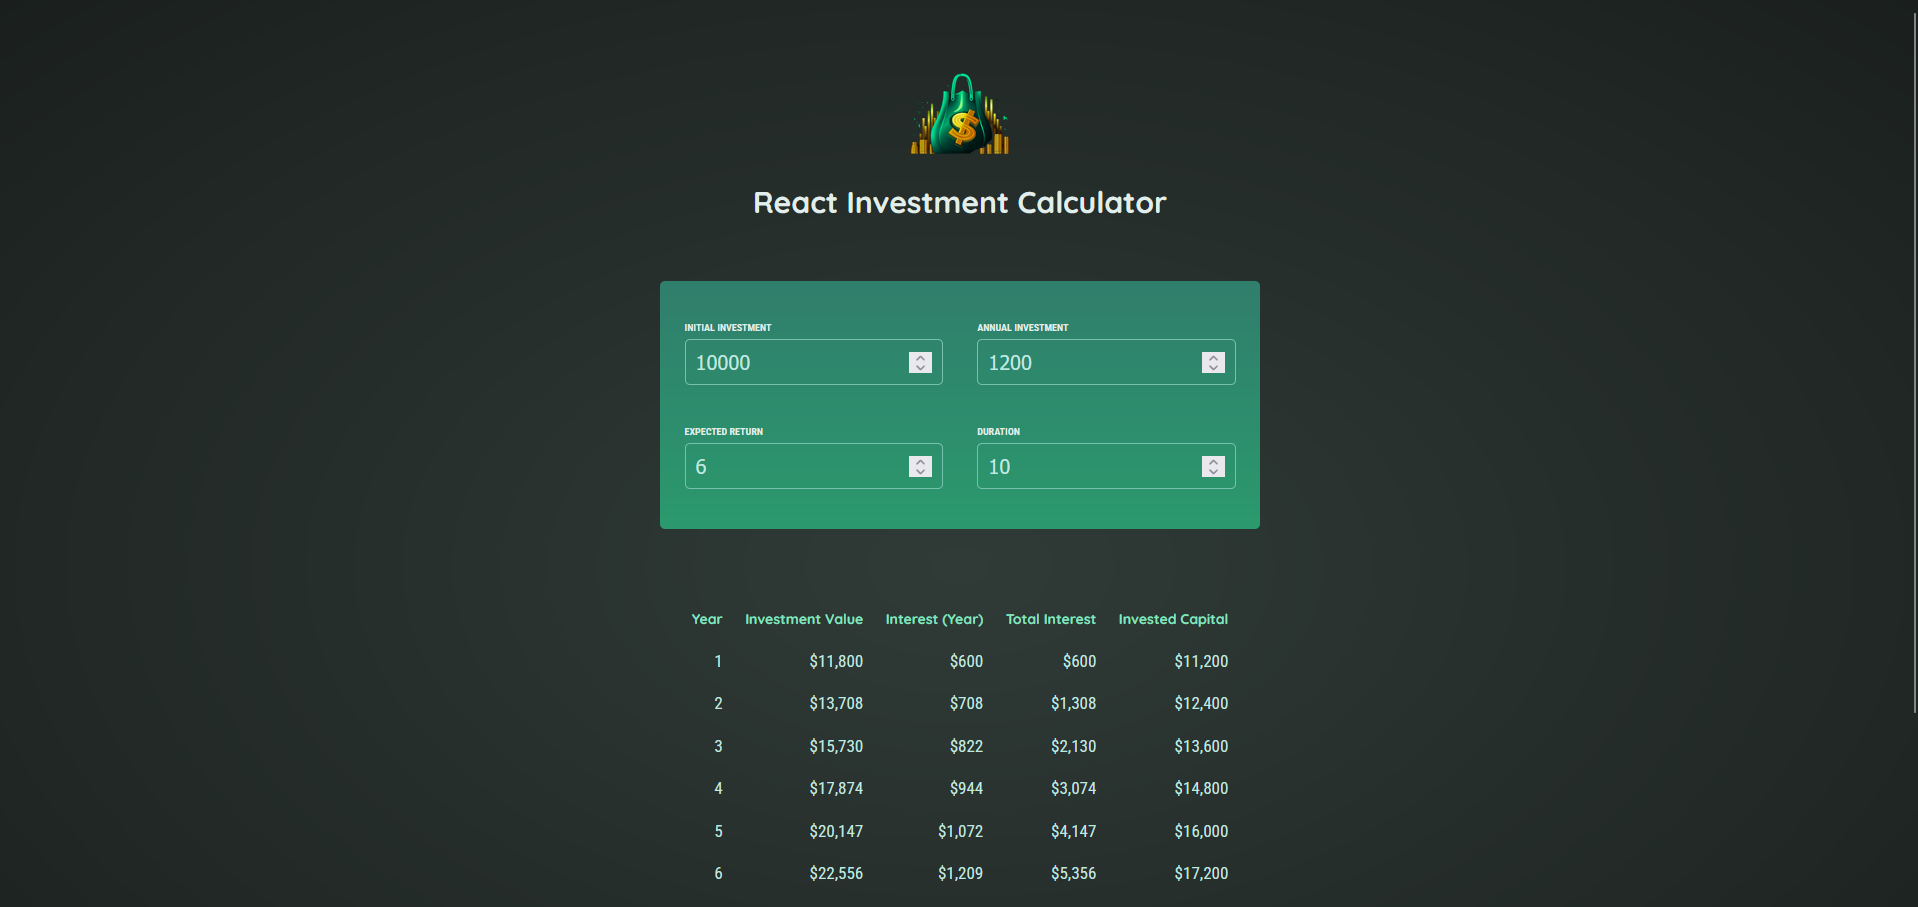 $
React Investment Calculator
INITIAL INVESTMENT ANNUAL INVESTMENT
10000 1200
EXPECTED RETURN DURATION
6 10
Year Investment Value Interest (Year) Total Interest Invested Capital
1 $11,800 $600 $600 $11,200
2 $13,708 $708 $1,308 $12,400
3 $15,730 $822 $2,130 $13,600
4 $17,874 $944 $3,074 $14,800
5 $20,147 $1,072 $4,147 $16,000
6 $22,556 $1,209 $5,356 $17,200